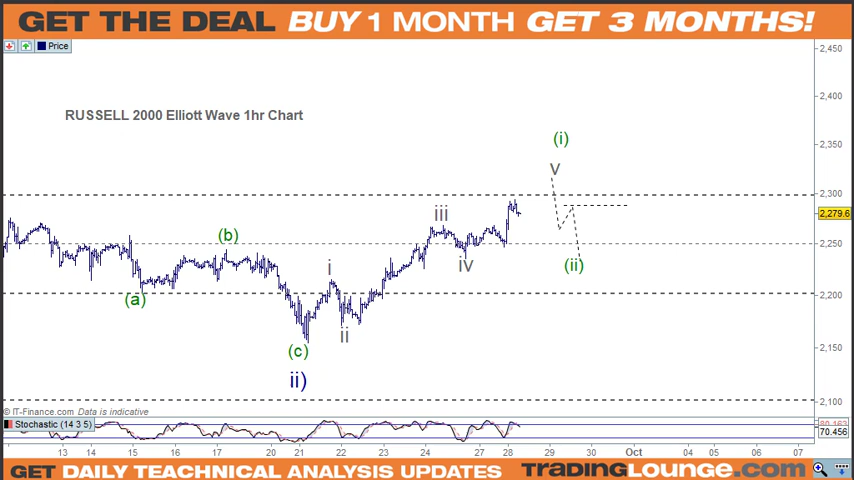 GET THE DEAL BUY 1 MONTH GET 3 MONTHS!
Price
2,450
RUSSELL 2000 Elliott Wave 1hr Chart
2,400
2,350
2,300
2,279.6
2,250
2,200
2,150
2,100
(i)
v
iii
(b)
iv
(ii)
i
(a)
ii
(c)
ii)
© IT-Finance.com Data is indicative
Stochastic (14 3 5)
80.163
70.456
13 14 15 16 17 20 21 22 23 24 27 28 29 30 Oct 04 05 06 07
GET DAILY TEACHNICAL ANALYSIS UPDATES TRADINGLOUNGE.COM